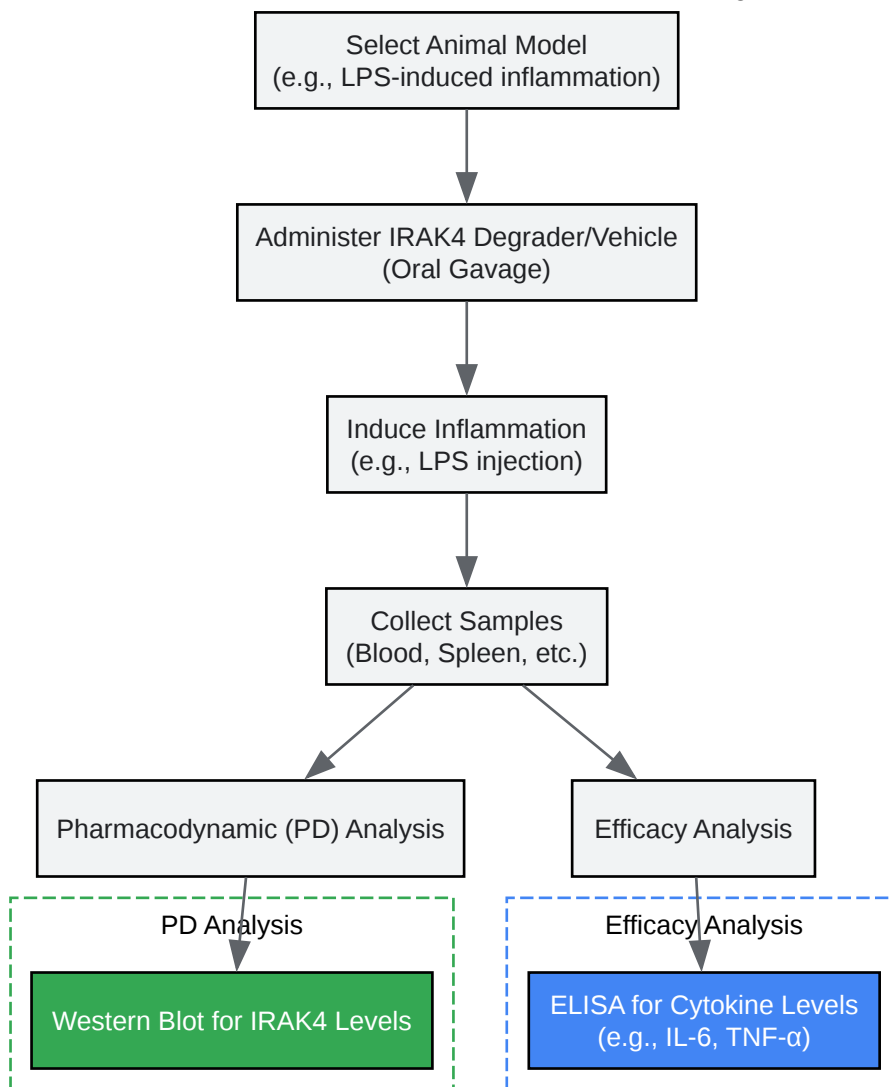 Select Animal Model
(e.g., LPS-induced inflammation)
Administer IRAK4 Degrader/Vehicle
(Oral Gavage)
Induce Inflammation
(e.g., LPS injection)
Collect Samples
(Blood, Spleen, etc.)
Pharmacodynamic (PD) Analysis
Efficacy Analysis
PD Analysis
Efficacy Analysis
Western Blot for IRAK4 Levels
ELISA for Cytokine Levels
(e.g., IL-6, TNF-α)